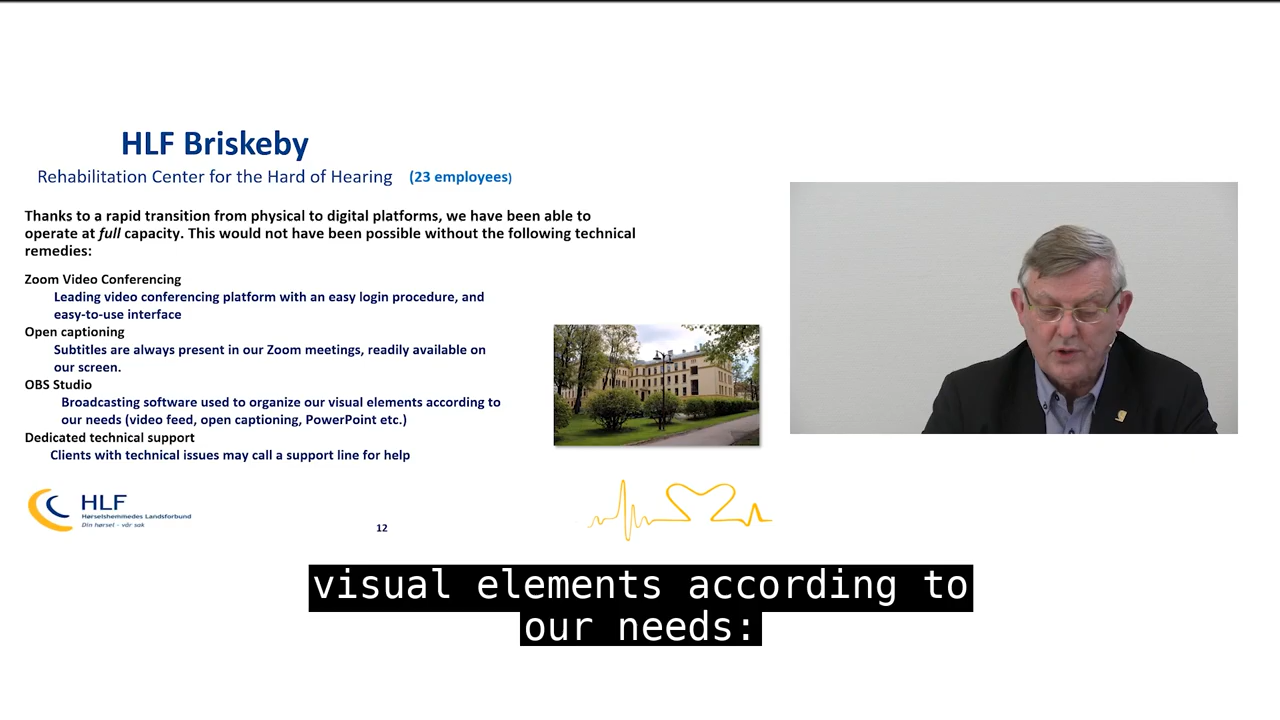 HLF Briskeby
Rehabilitation Center for the Hard of Hearing (23 employees)
Thanks to a rapid transition from physical to digital platforms, we have been able to
operate at full capacity. This would not have been possible without the following technical
remedies:
Zoom Video Conferencing
Leading video conferencing platform with an easy login procedure, and
easy-to-use interface
Open captioning
Subtitles are always present in our Zoom meetings, readily available on
our screen.
OBS Studio
Broadcasting software used to organize our visual elements according to
our needs (video feed, open captioning, PowerPoint etc.)
Dedicated technical support
Clients with technical issues may call a support line for help
HLF
Hørselshemmedes Landsforbund
Din hørsel - vår sak
12
visual elements according to
our needs: